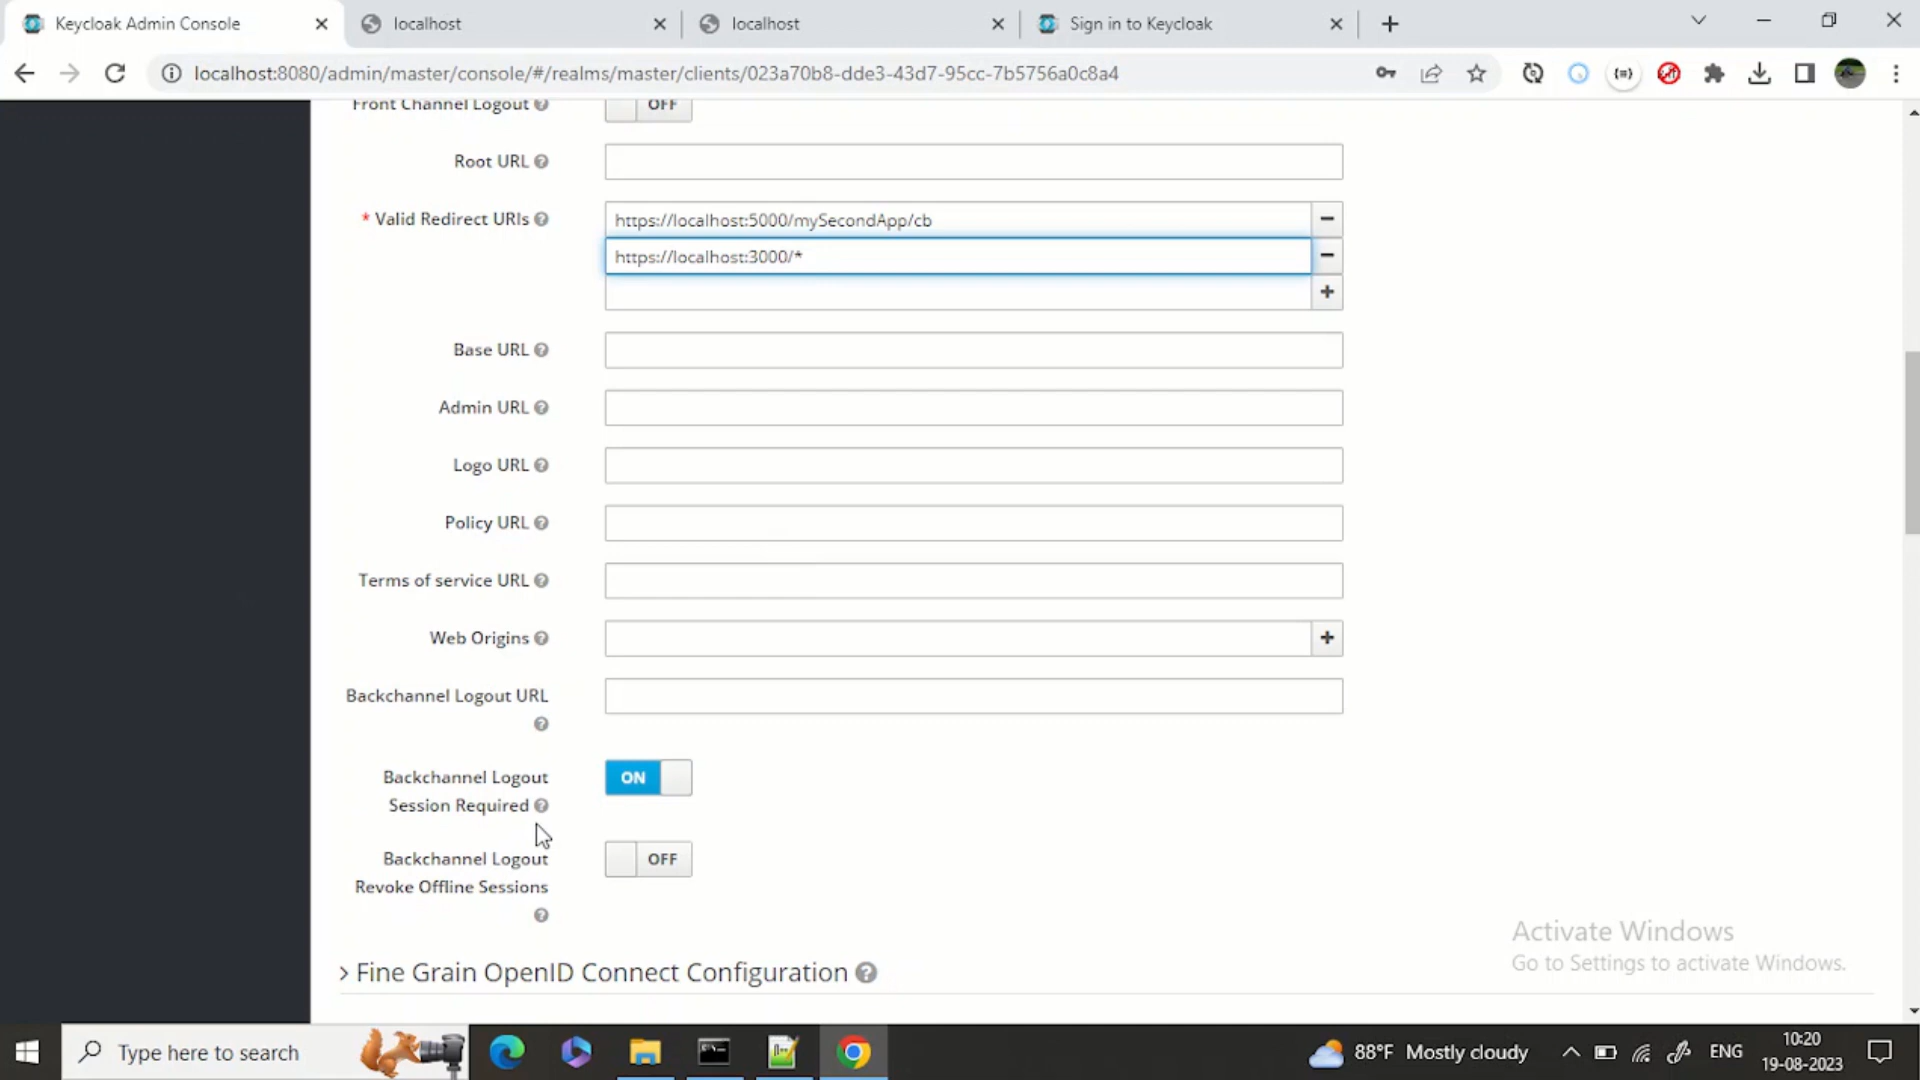 Keycloak Admin Console
localhost
localhost
Sign in to Keycloak
localhost:8080/admin/master/console/#/realms/master/clients/023a70b8-dde3-43d7-95cc-7b5756a0c8a4
Front Channel Logout OFF
Root URL
* Valid Redirect URIs https://localhost:5000/mySecondApp/cb
https://localhost:3000/*
Base URL
Admin URL
Logo URL
Policy URL
Terms of service URL
Web Origins
Backchannel Logout URL
Backchannel Logout
Session Required
ON
Backchannel Logout
Revoke Offline Sessions
OFF
Fine Grain OpenID Connect Configuration
Activate Windows
Go to Settings to activate Windows.
Type here to search
88°F Mostly cloudy
ENG
10:20
19-08-2023